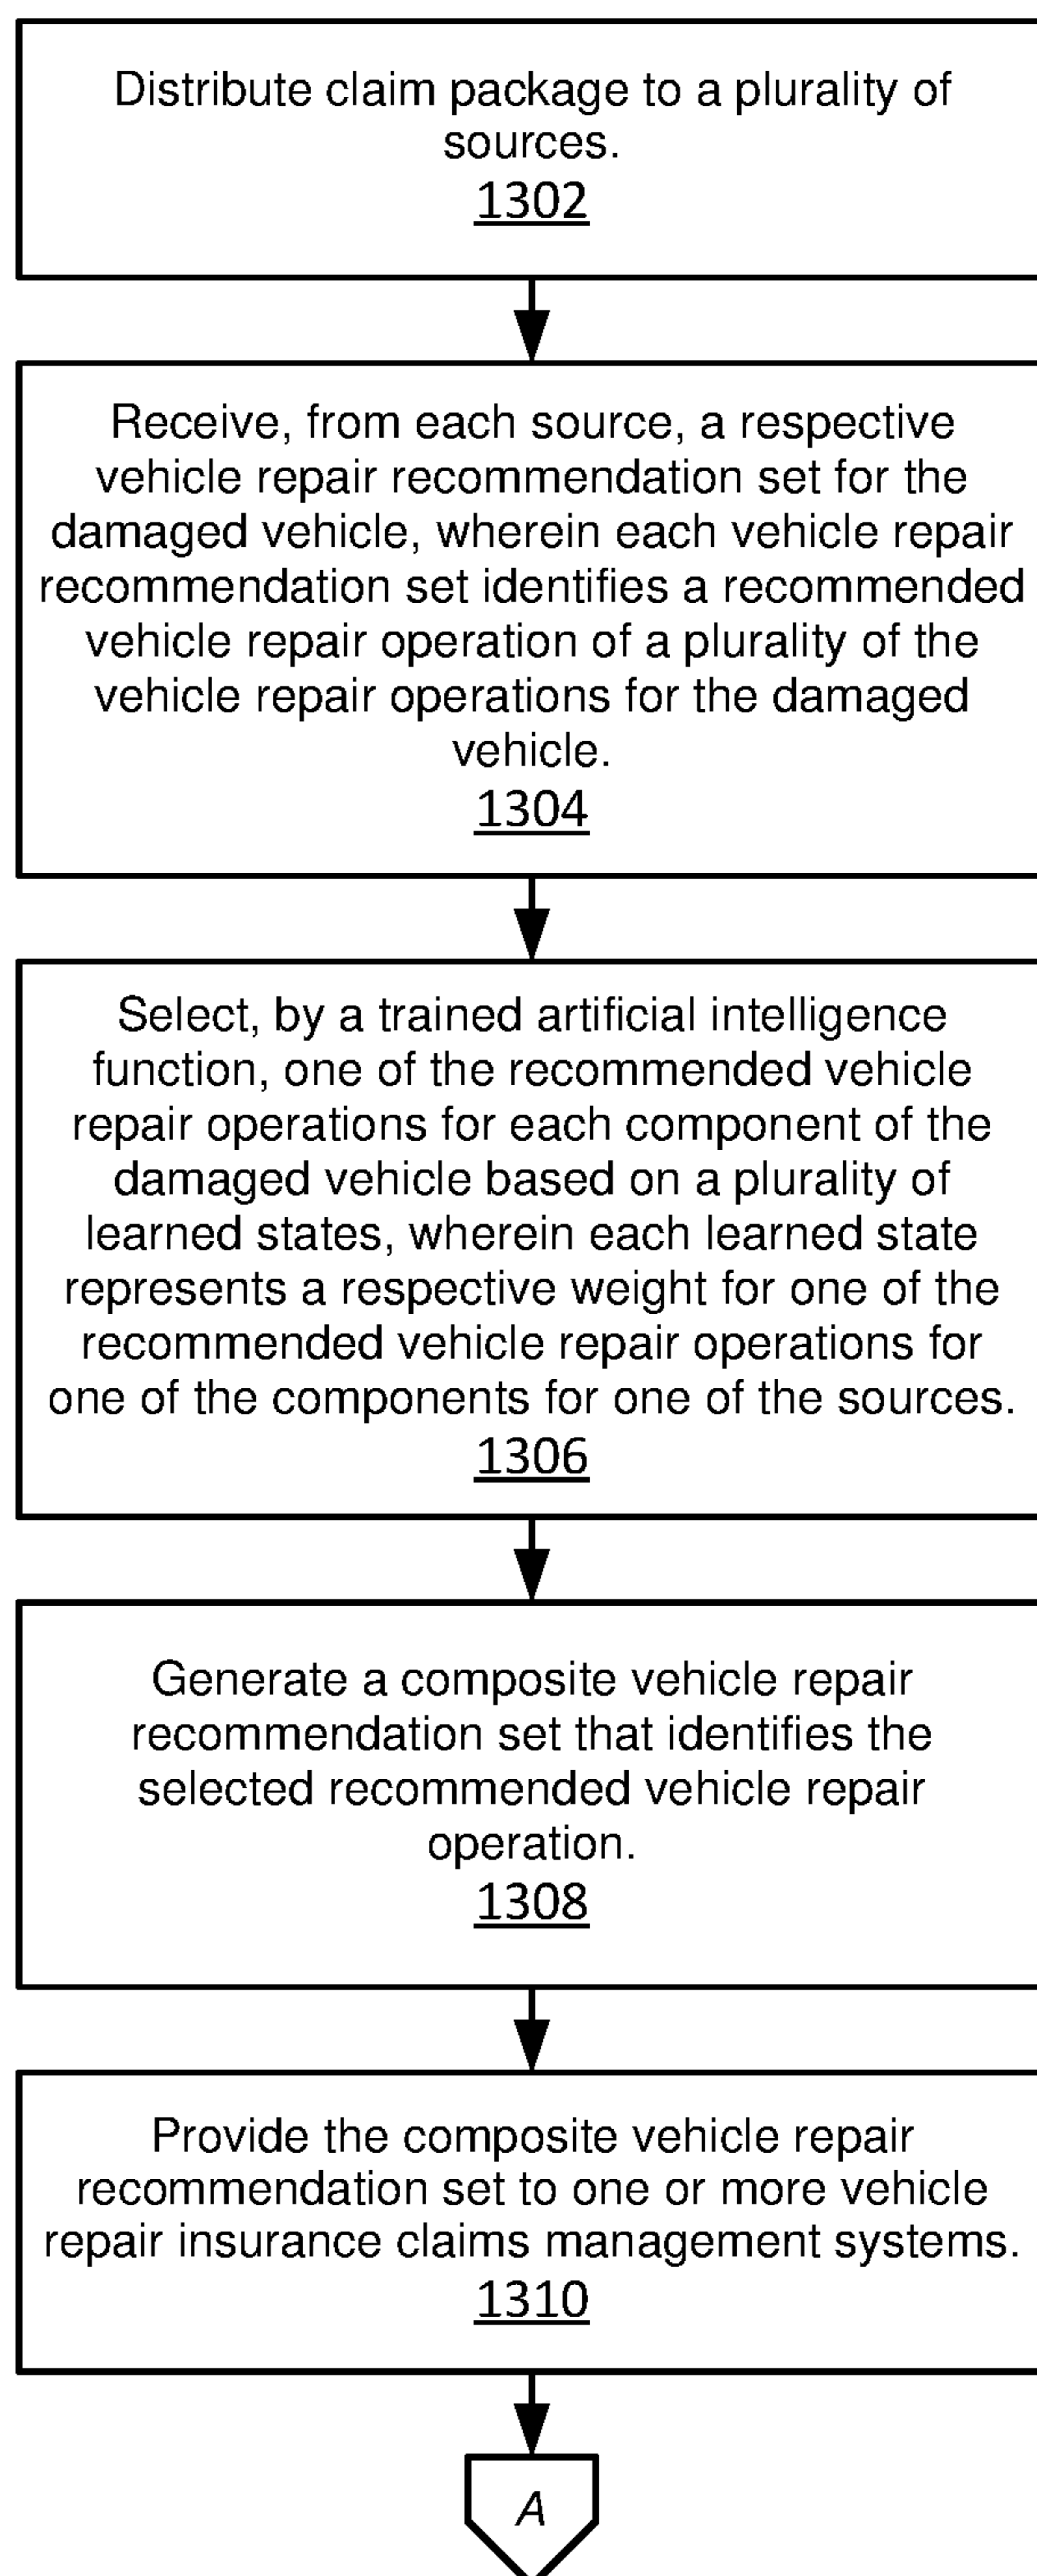 Distribute claim package to a plurality of
sources.
1302
Receive, from each source, a respective
vehicle repair recommendation set for the
damaged vehicle, wherein each vehicle repair
recommendation set identifies a recommended
vehicle repair operation of a plurality of the
vehicle repair operations for the damaged
vehicle.
1304
Select, by a trained artificial intelligence
function, one of the recommended vehicle
repair operations for each component of the
damaged vehicle based on a plurality of
learned states, wherein each learned state
represents a respective weight for one of the
recommended vehicle repair operations for
one of the components for one of the sources.
1306
Generate a composite vehicle repair
recommendation set that identifies the
selected recommended vehicle repair
operation.
1308
Provide the composite vehicle repair
recommendation set to one or more vehicle
repair insurance claims management systems.
1310
A